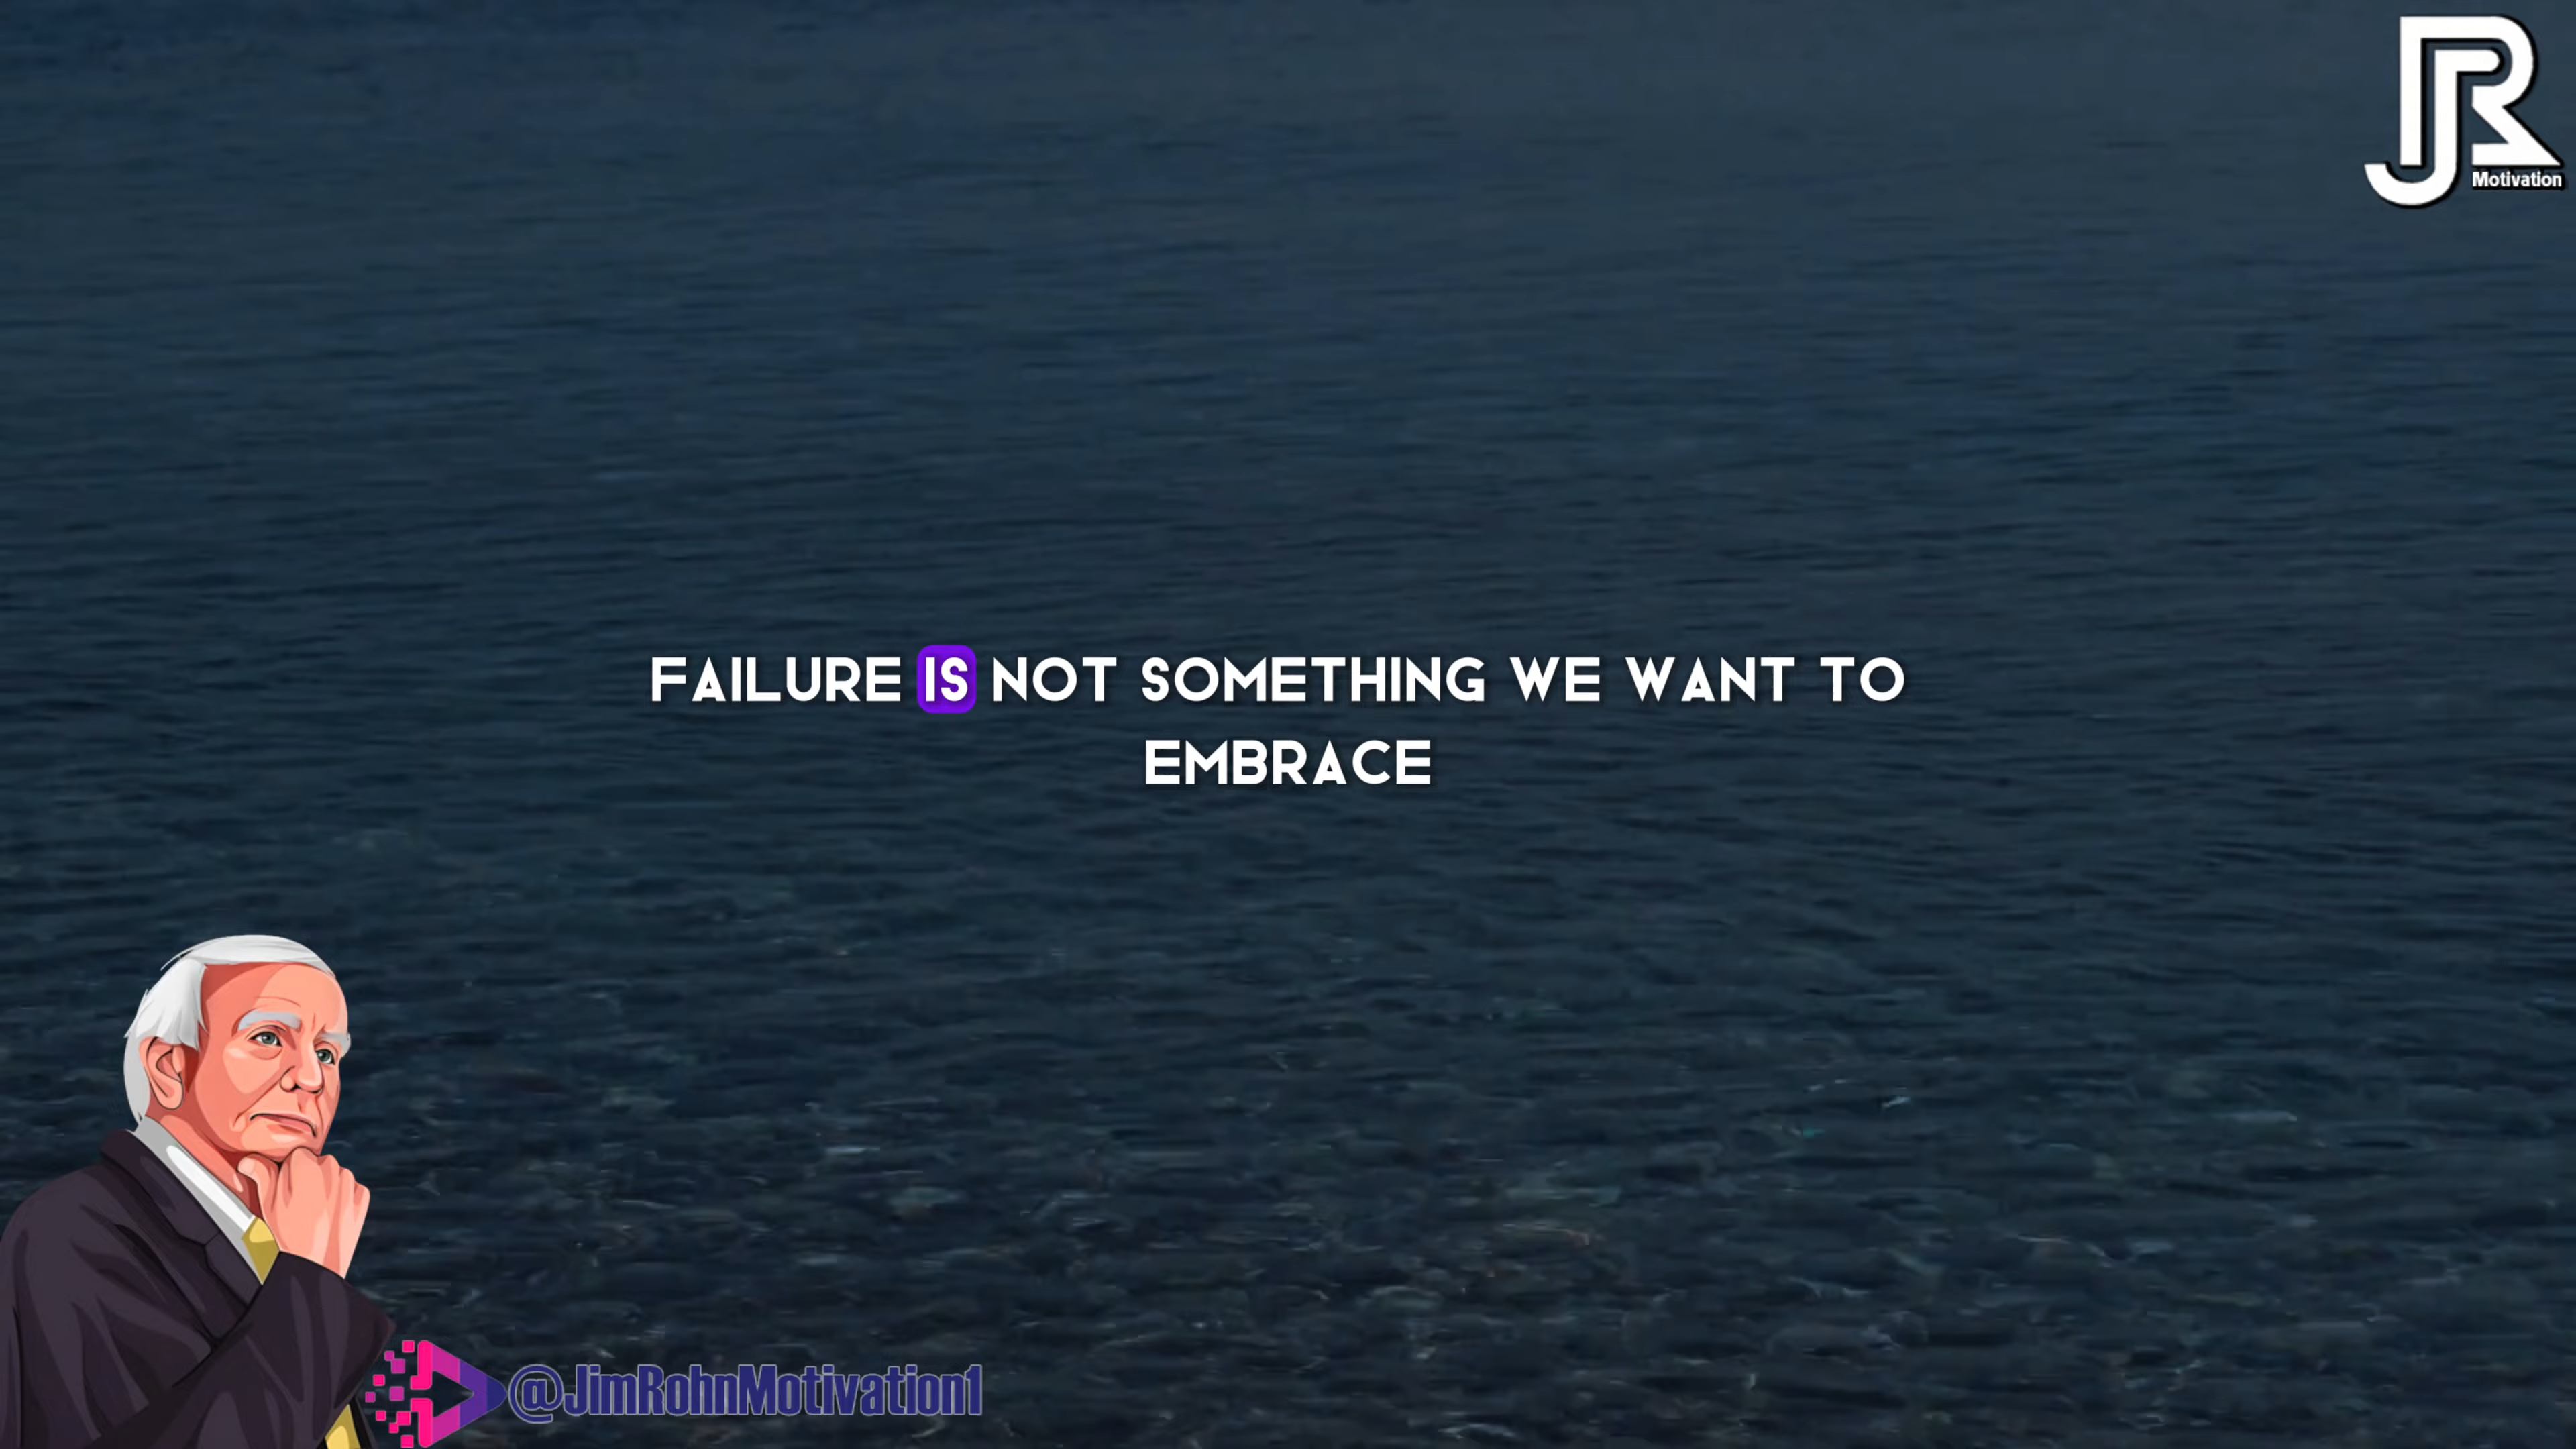 JR
Motivation
FAILURE IS NOT SOMETHING WE WANT TO
EMBRACE
@JimRohnMotivation1